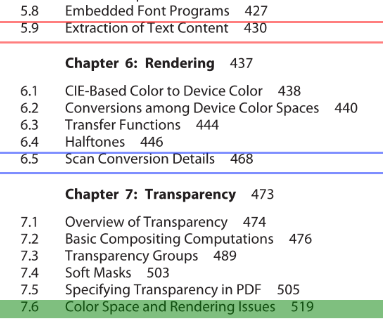 5.8 Embedded Font Programs 427
5.9 Extraction of Text Content 430
Chapter 6: Rendering 437
6.1 CIE-Based Color to Device Color 438
6.2 Conversions among Device Color Spaces 440
6.3 Transfer Functions 444
6.4 Halftones 446
6.5 Scan Conversion Details 468
Chapter 7: Transparency 473
7.1 Overview of Transparency 474
7.2 Basic Compositing Computations 476
7.3 Transparency Groups 489
7.4 Soft Masks 503
7.5 Specifying Transparency in PDF 505
7.6 Color Space and Rendering Issues 519